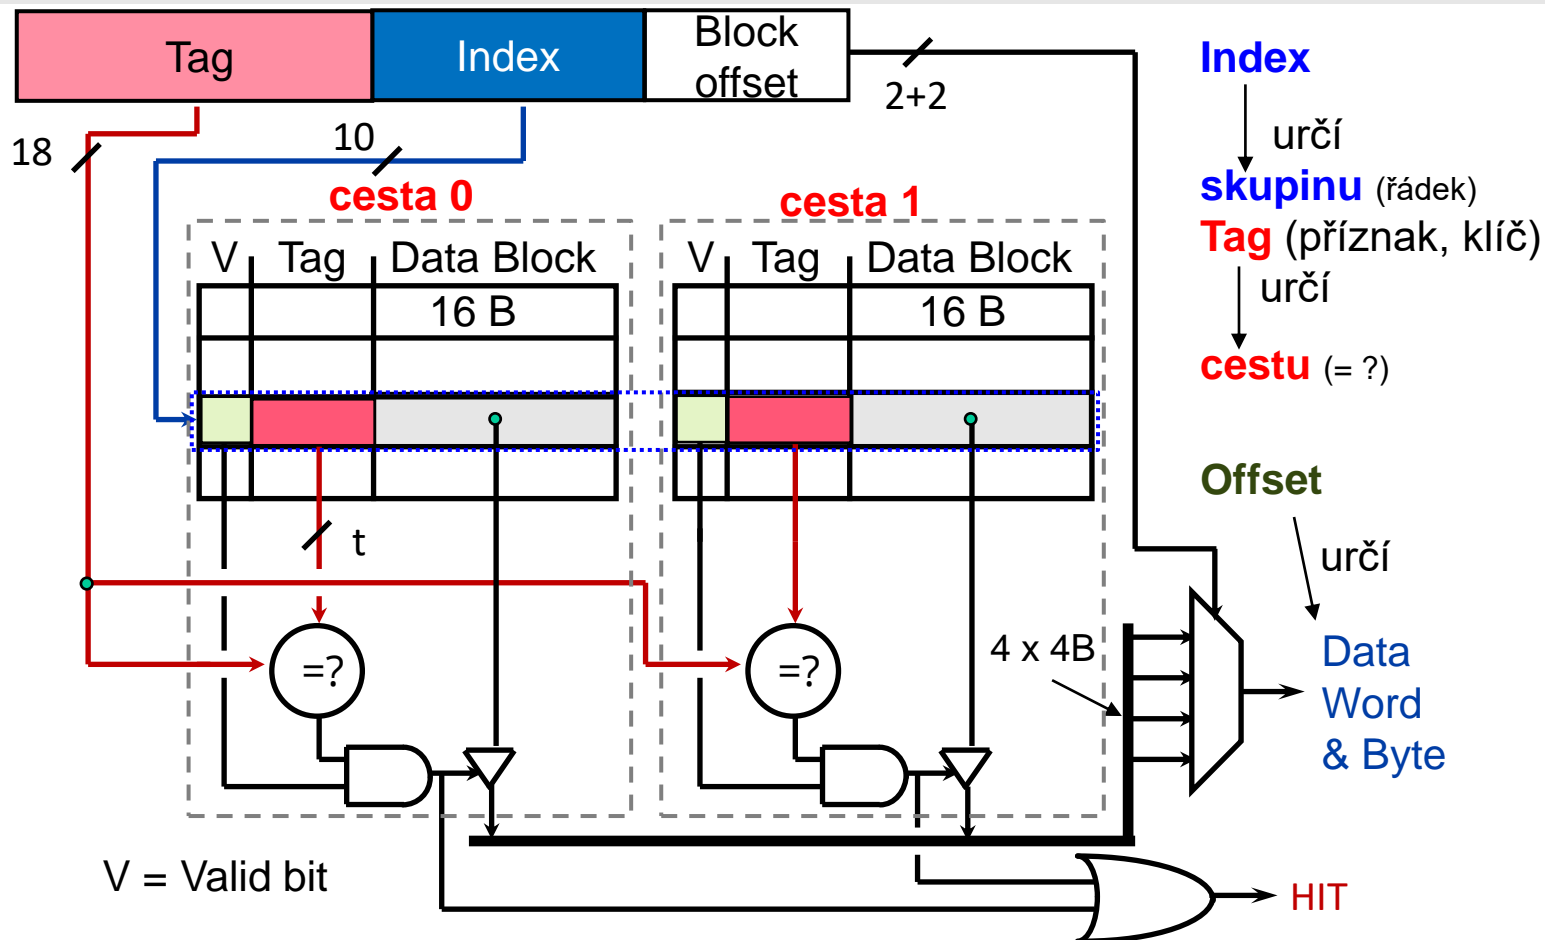 Tag
Index
Block
offset
2+2
18
10
cesta 0
cesta 1
V Tag Data Block
16 B
V Tag Data Block
16 B
t
=?
=?
4 x 4B
V = Valid bit
HIT
Index
určí
skupinu (řádek)
Tag (příznak, klíč)
určí
cestu (= ?)
Offset
určí
Data
Word
& Byte